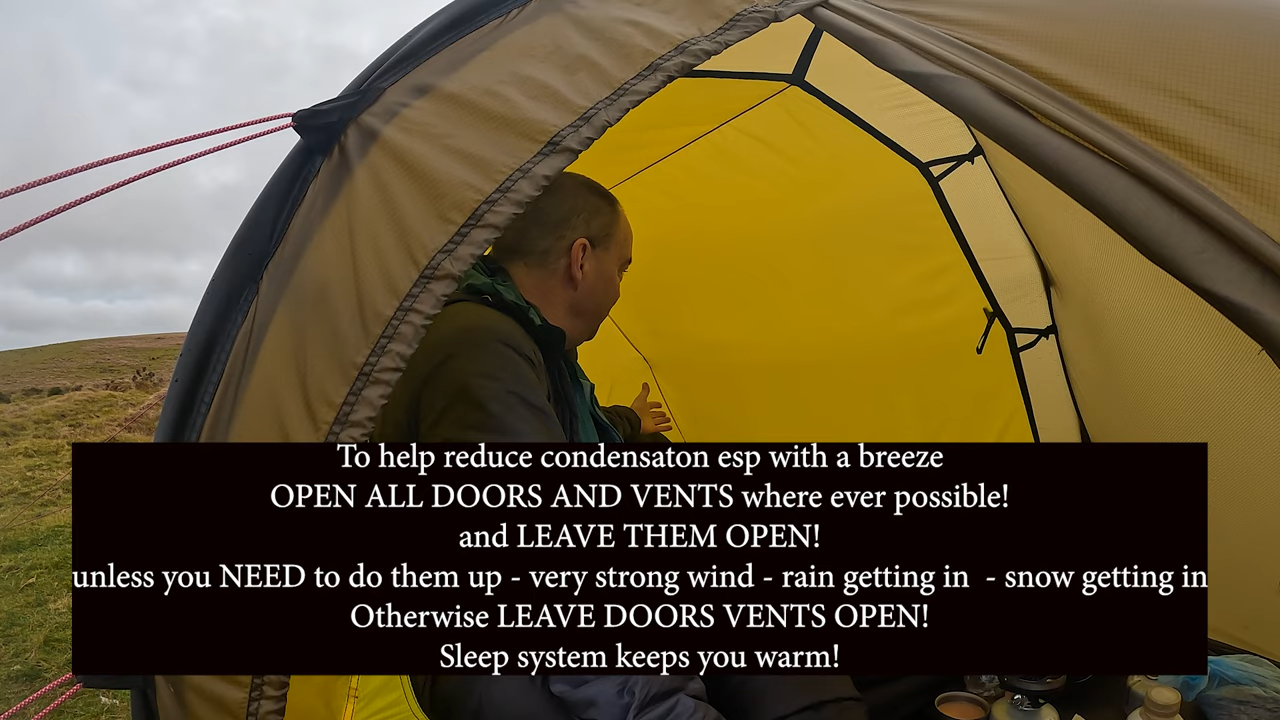 To help reduce condensaton esp with a breeze
OPEN ALL DOORS AND VENTS where ever possible!
and LEAVE THEM OPEN!
unless you NEED to do them up - very strong wind - rain getting in  - snow getting in
Otherwise LEAVE DOORS VENTS OPEN!
Sleep system keeps you warm!